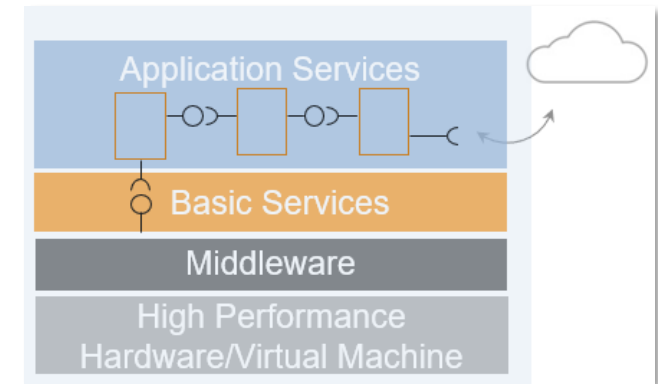 Application Services
Basic Services
Middleware
High Performance
Hardware/Virtual Machine